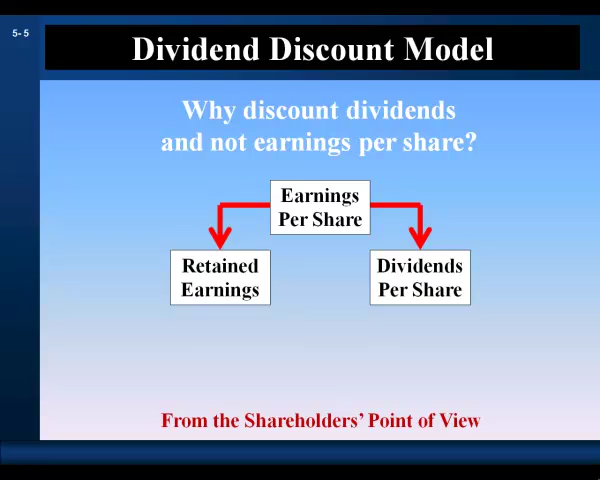 5- 5
Dividend Discount Model
Why discount dividends
and not earnings per share?
Earnings
Per Share
Retained
Earnings
Dividends
Per Share
From the Shareholders’ Point of View